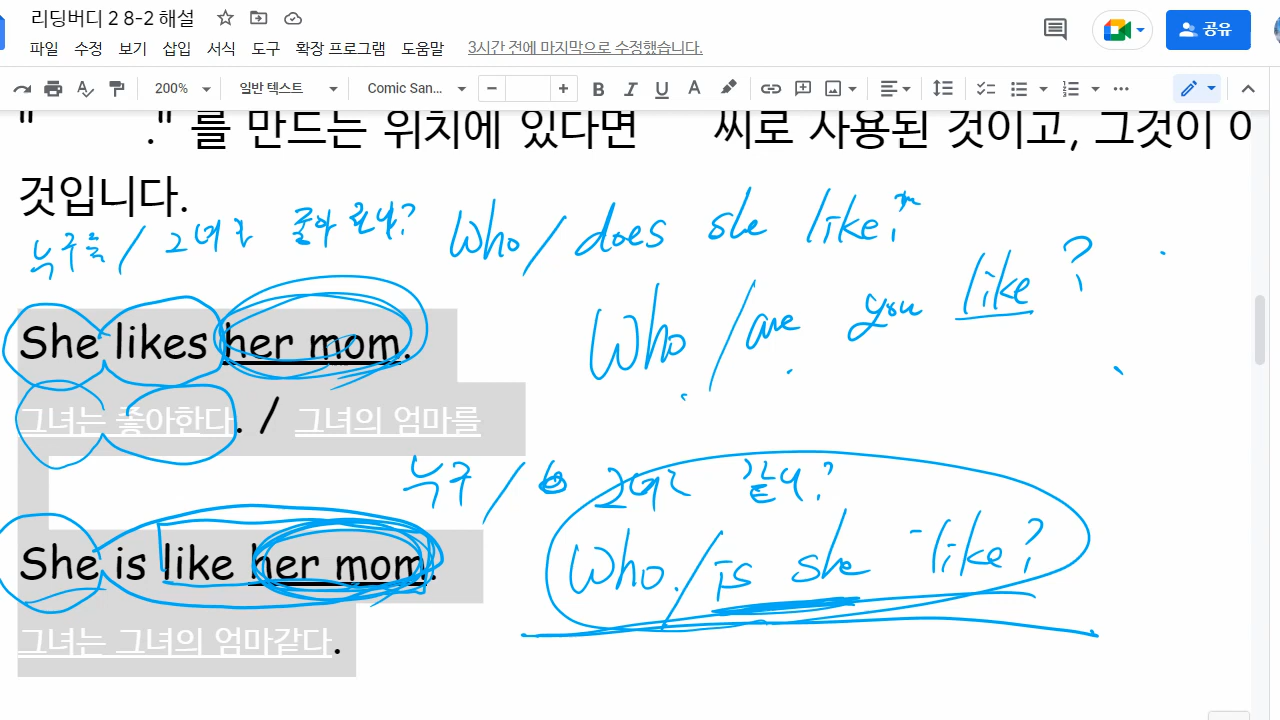 리딩버디 2 8-2 해설
파일 수정 보기 삽입 서식 도구 확장 프로그램 도움말 3시간 전에 마지막으로 수정했습니다.
공유
200% 일반 텍스트 Comic San...
" ." 를 만드는 위치에 있다면 씨로 사용된 것이고, 그것이 이
것입니다.
누구를 / 그녀는 좋아 하니? Who / does she like?
Who / are you like ?
She likes her mom.
그녀는 좋아한다. / 그녀의 엄마를
누구 / 그녀는 같니?
She is like her mom.
Who / is she like?
그녀는 그녀의 엄마같다.